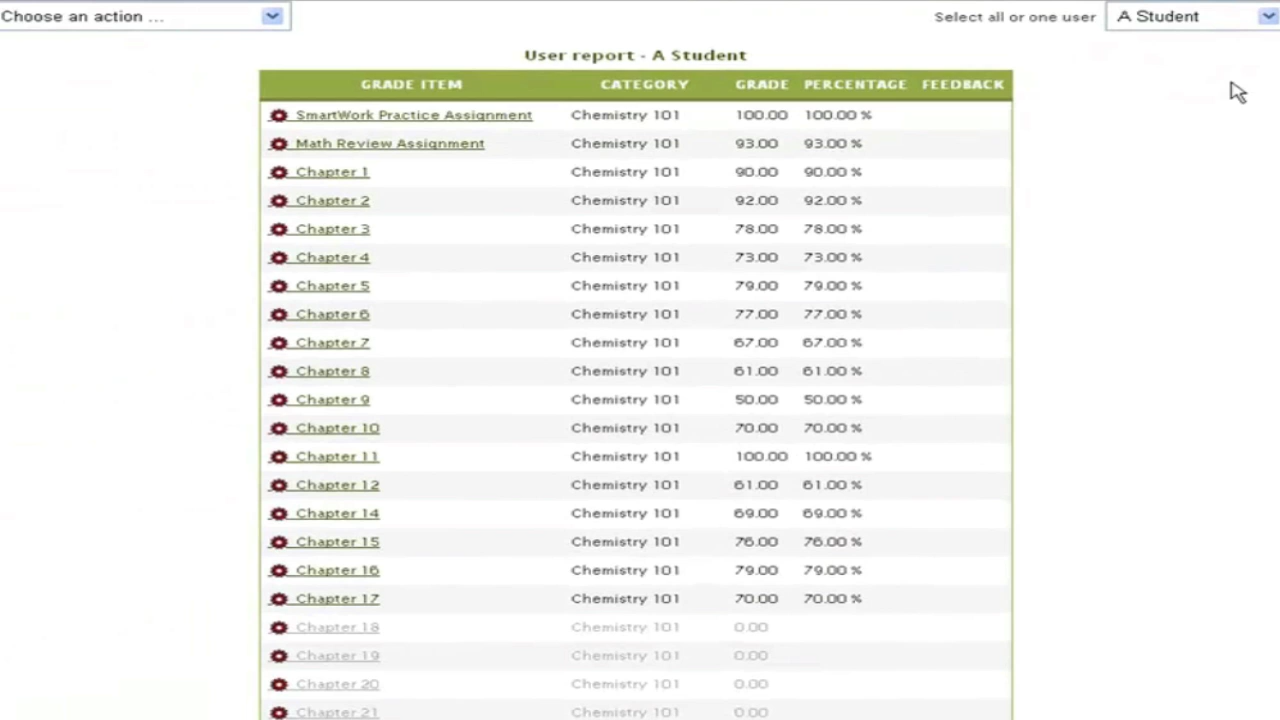 Choose an action ... Select all or one user A Student
User report - A Student
GRADE ITEM CATEGORY GRADE PERCENTAGE FEEDBACK
SmartWork Practice Assignment Chemistry 101 100.00 100.00 %
Math Review Assignment Chemistry 101 93.00 93.00 %
Chapter 1 Chemistry 101 90.00 90.00 %
Chapter 2 Chemistry 101 92.00 92.00 %
Chapter 3 Chemistry 101 78.00 78.00 %
Chapter 4 Chemistry 101 73.00 73.00 %
Chapter 5 Chemistry 101 79.00 79.00 %
Chapter 6 Chemistry 101 77.00 77.00 %
Chapter 7 Chemistry 101 67.00 67.00 %
Chapter 8 Chemistry 101 61.00 61.00 %
Chapter 9 Chemistry 101 50.00 50.00 %
Chapter 10 Chemistry 101 70.00 70.00 %
Chapter 11 Chemistry 101 100.00 100.00 %
Chapter 12 Chemistry 101 61.00 61.00 %
Chapter 14 Chemistry 101 69.00 69.00 %
Chapter 15 Chemistry 101 76.00 76.00 %
Chapter 16 Chemistry 101 79.00 79.00 %
Chapter 17 Chemistry 101 70.00 70.00 %
Chapter 18 Chemistry 101 0.00
Chapter 19 Chemistry 101 0.00
Chapter 20 Chemistry 101 0.00
Chapter 21 Chemistry 101 0.00